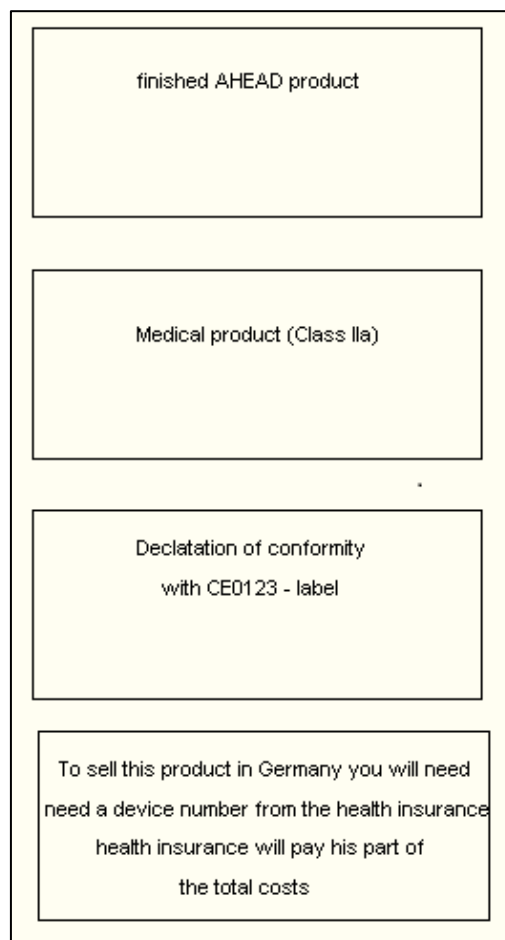 finished AHEAD product
Medical product (Class IIa)
Declatation of conformity
with CE0123 - label
To sell this product in Germany you will need
need a device number from the health insurance
health insurance will pay his part of
the total costs